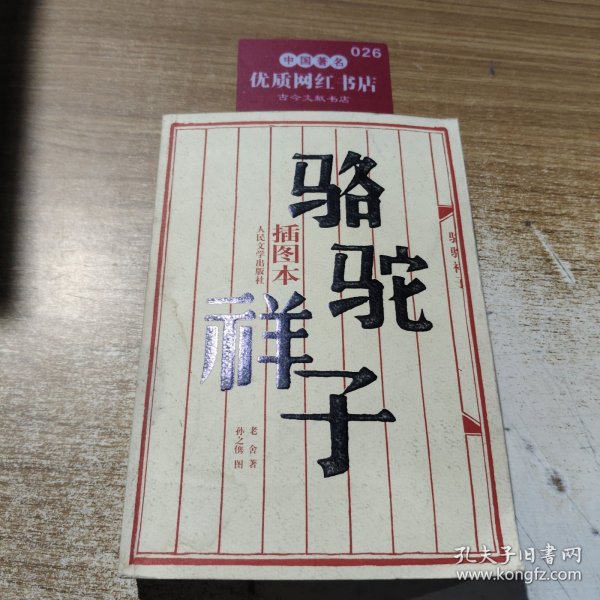 026
中国著名
优质网红书店
古今文献书店
骆驼
祥子
插图本
人民文学出版社
老舍 著
孙之儁 图
骆驼祥子
孔夫子旧书网
www.kongfz.com